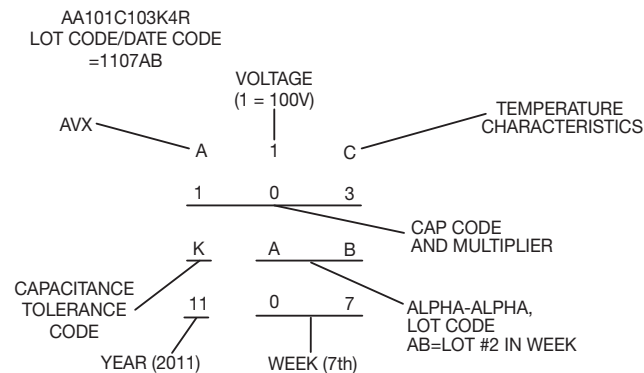 AA101C103K4R
LOT CODE/DATE CODE
=1107AB
VOLTAGE
(1 = 100V)
TEMPERATURE
CHARACTERISTICS
AVX
A 1 C
1 0 3
CAP CODE
AND MULTIPLIER
K A B
CAPACITANCE
TOLERANCE
CODE
11 0 7
ALPHA-ALPHA,
LOT CODE
AB=LOT #2 IN WEEK
YEAR (2011)
WEEK (7th)